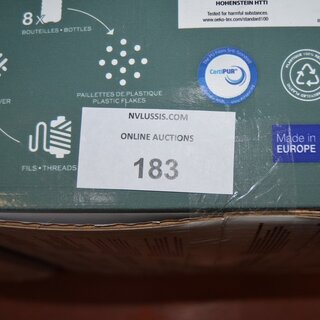 HOHENSTEIN HTTI
Tested for harmful substances.
www.oeko-tex.com/standard100
8x
BOUTEILLES • BOTTLES
CertiPUR
PAILLETTES DE PLASTIQUE
PLASTIC FLAKES
NVLUSSIS.COM
ONLINE AUCTIONS
183
FILS • THREADS
Made in
EUROPE